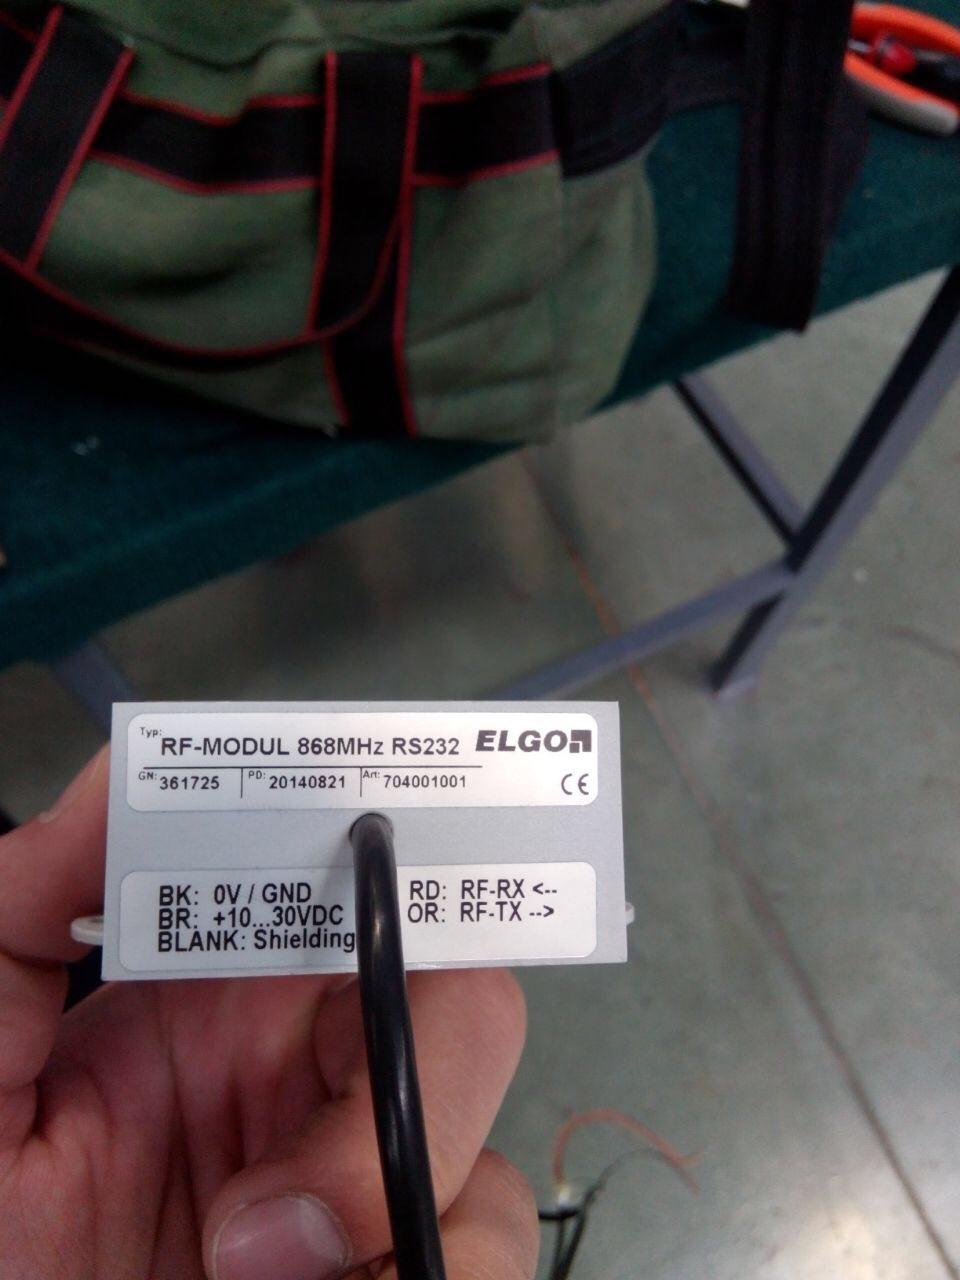 Typ: RF-MODUL 868MHz RS232 ELGO
GN: 361725 PD: 20140821 Art: 704001001 CE
BK: 0V / GND RD: RF-RX <--
BR: +10...30VDC OR: RF-TX -->
BLANK: Shielding